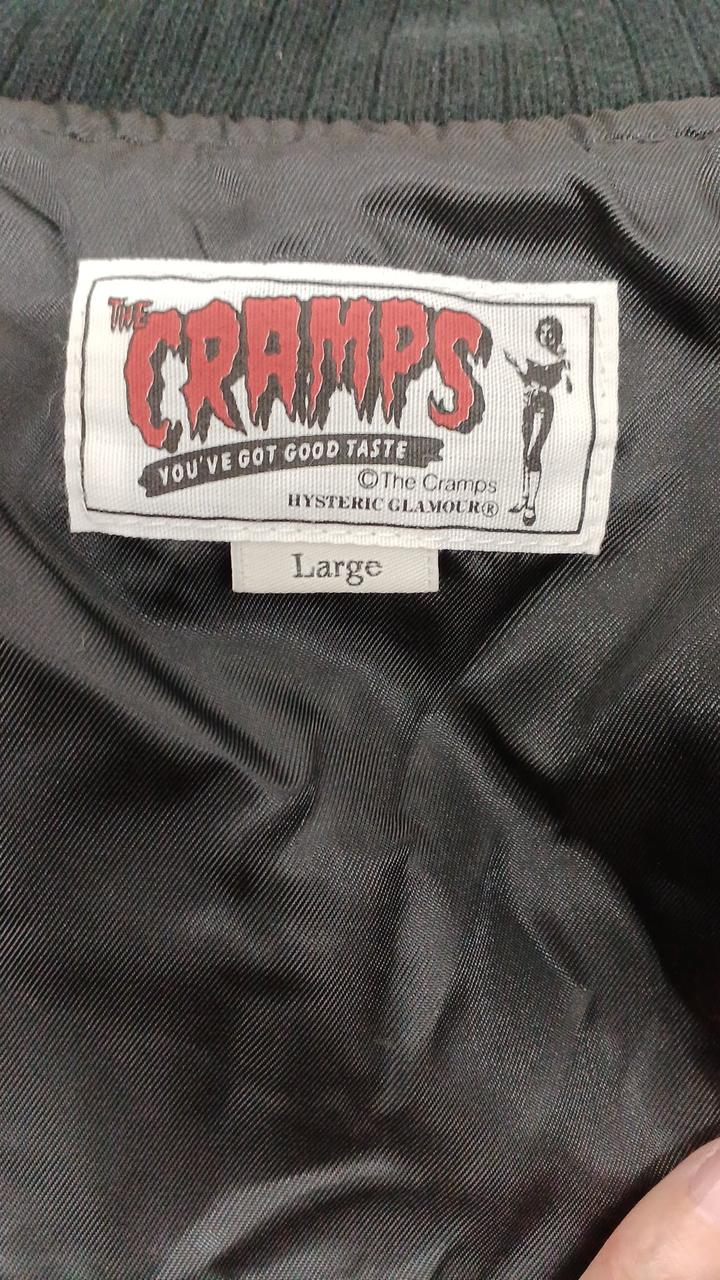 THE
CRAMPS
YOU'VE GOT GOOD TASTE
©The Cramps
HYSTERIC GLAMOUR®
Large